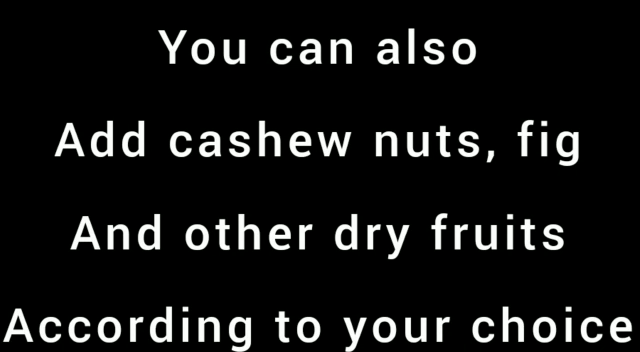 You can also
Add cashew nuts, fig
And other dry fruits
According to your choice